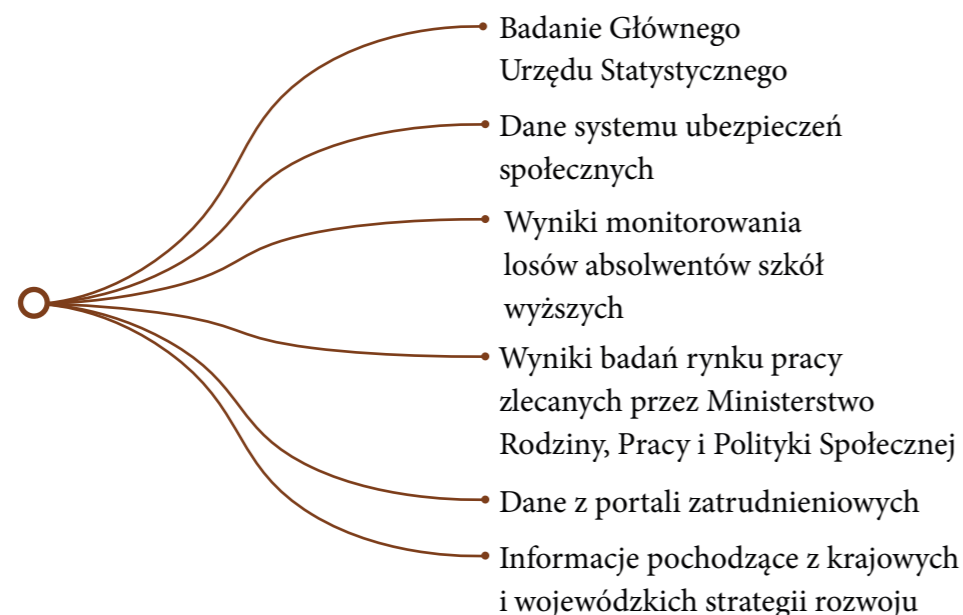 Badanie Głównego
Urzędu Statystycznego
Dane systemu ubezpieczeń
społecznych
Wyniki monitorowania
losów absolwentów szkół
wyższych
Wyniki badań rynku pracy
zlecanych przez Ministerstwo
Rodziny, Pracy i Polityki Społecznej
Dane z portali zatrudnieniowych
Informacje pochodzące z krajowych
i wojewódzkich strategii rozwoju